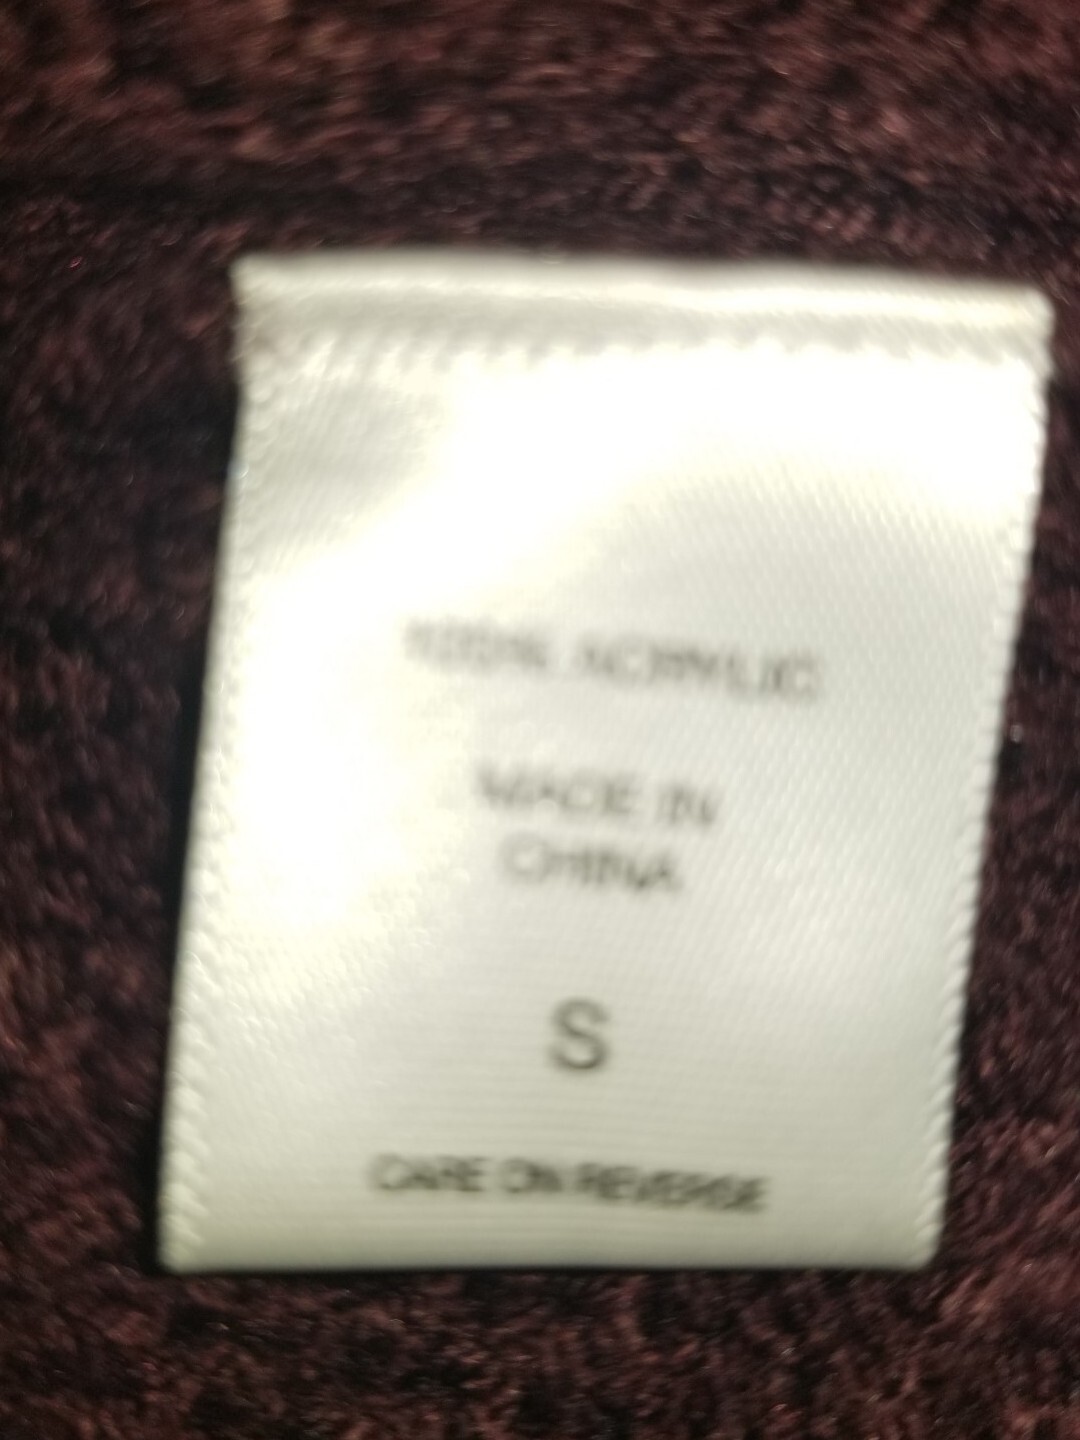 100% ACRYLIC
MADE IN
CHINA
S
CARE ON REVERSE